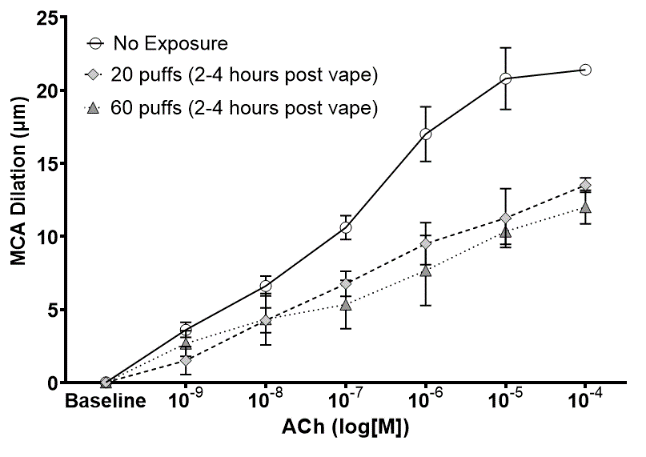 25
20
15
10
5
0
MCA Dilation (µm)
No Exposure
20 puffs (2-4 hours post vape)
60 puffs (2-4 hours post vape)
Baseline 10⁻⁹ 10⁻⁸ 10⁻⁷ 10⁻⁶ 10⁻⁵ 10⁻⁴
ACh (log[M])